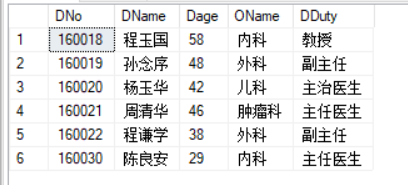 DNo DName Dage OName DDuty
1 160018 程玉国 58 内科 教授
2 160019 孙念序 48 外科 副主任
3 160020 杨玉华 42 儿科 主治医生
4 160021 周清华 46 肿瘤科 主任医生
5 160022 程谦学 38 外科 副主任
6 160030 陈良安 29 内科 主任医生